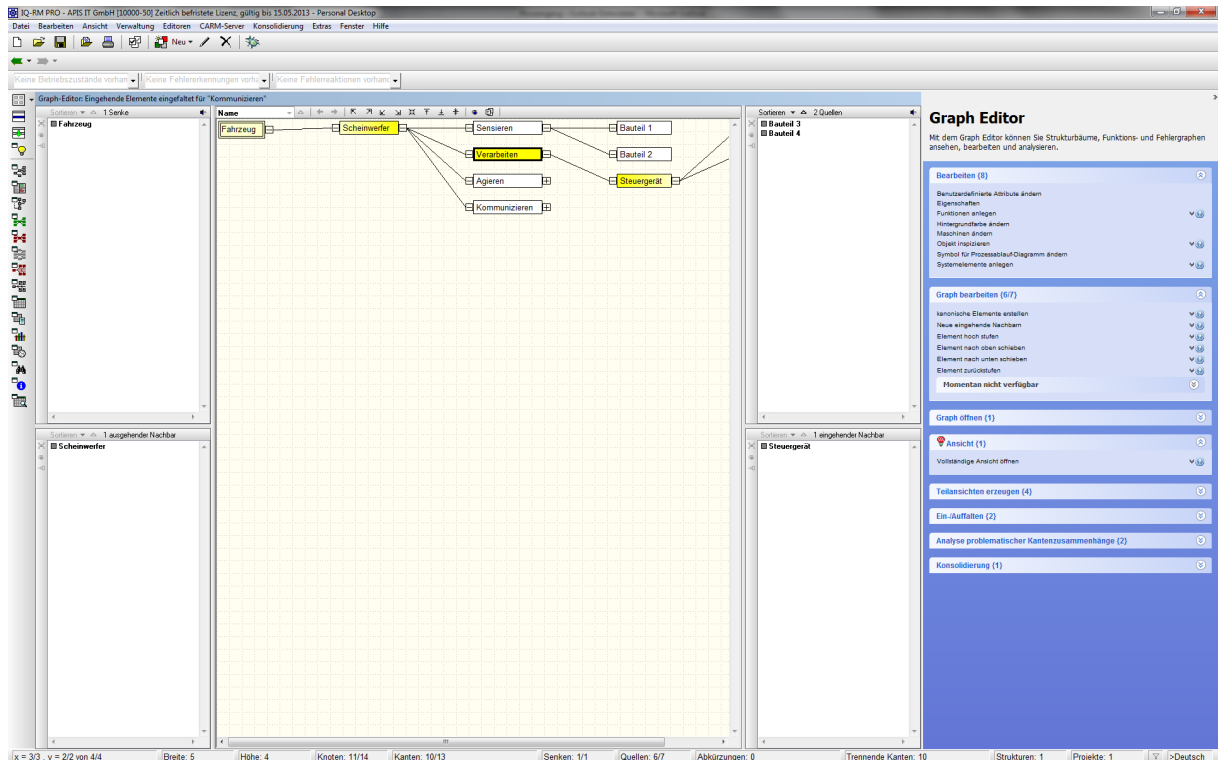 IQ-RM PRO - APIS IT GmbH [10000-50] Zeitlich befristete Lizenz, gültig bis 15.05.2013 - Personal Desktop
Datei Bearbeiten Ansicht Verwaltung Editoren CARM-Server Konsolidierung Extras Fenster Hilfe
Neu
Keine Betriebszustände vorhan Keine Fehlererkennungen vorha Keine Fehlerreaktionen vorhanc
Graph-Editor: Eingehende Elemente eingefaltet für "Kommunizieren"
Sortieren 1 Senke
Fahrzeug
Name
Fahrzeug
Scheinwerfer
Sensieren
Bauteil 1
Verarbeiten
Bauteil 2
Agieren
Steuergerät
Kommunizieren
Sortieren 2 Quellen
Bauteil 3
Bauteil 4
Sortieren 1 ausgehender Nachbar
Scheinwerfer
Sortieren 1 eingehender Nachbar
Steuergerät
Graph Editor
Mit dem Graph Editor können Sie Strukturbäume, Funktions- und Fehlergraphen
ansehen, bearbeiten und analysieren.
Bearbeiten (8)
Benutzerdefinierte Attribute ändern
Eigenschaften
Funktionen anlegen
Hintergrundfarbe ändern
Maschinen ändern
Objekt inspizieren
Symbol für Prozessablauf-Diagramm ändern
Systemelemente anlegen
Graph bearbeiten (6/7)
kanonische Elemente erstellen
Neue eingehende Nachbarn
Element hoch stufen
Element nach oben schieben
Element nach unten schieben
Element zurückstufen
Momentan nicht verfügbar
Graph öffnen (1)
Ansicht (1)
Vollständige Ansicht öffnen
Teilansichten erzeugen (4)
Ein-/Auffalten (2)
Analyse problematischer Kantenzusammenhänge (2)
Konsolidierung (1)
x = 3/3 , y = 2/2 von 4/4 Breite: 5 Höhe: 4 Knoten: 11/14 Kanten: 10/13 Senken: 1/1 Quellen: 6/7 Abkürzungen: 0 Trennende Kanten: 10 Strukturen: 1 Projekte: 1 >Deutsch